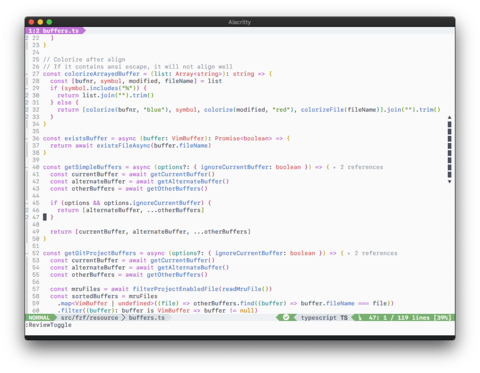 Alacritty
1:2 buffers.ts
22 ]
23 }
24
25 // Colorize after align
26 // If it contains ansi escape, it will not align well
27 const colorizeArrayedBuffer = (list: Array<string>): string => {
28 const [bufnr, symbol, modified, fileName] = list
29 if (symbol.includes("%")) {
30 return list.join("").trim()
31 } else {
32 return [colorize(bufnr, "blue"), symbol, colorize(modified, "red"), colorizeFile(fileName)].join("").trim()
33 }
34 }
35
36 const existsBuffer = async (buffer: VimBuffer): Promise<boolean> => {
37 return await existsFileAsync(buffer.fileName)
38 }
39
40 const getSimpleBuffers = async (options?: { ignoreCurrentBuffer: boolean }) => { ‣ 2 references
41 const currentBuffer = await getCurrentBuffer()
42 const alternateBuffer = await getAlternateBuffer()
43 const otherBuffers = await getOtherBuffers()
44
45 if (options && options.ignoreCurrentBuffer) {
46 return [alternateBuffer, ...otherBuffers]
47 }
48
49 return [currentBuffer, alternateBuffer, ...otherBuffers]
50 }
51
52 const getGitProjectBuffers = async (options?: { ignoreCurrentBuffer: boolean }) => { ‣ 2 references
53 const currentBuffer = await getCurrentBuffer()
54 const alternateBuffer = await getAlternateBuffer()
55 const otherBuffers = await getOtherBuffers()
56
57 const mruFiles = await filterProjectEnabledFile(readMruFile())
58 const sortedBuffers = mruFiles
59 .map<VimBuffer | undefined>((file) => otherBuffers.find((buffer) => buffer.fileName === file))
60 .filter((buffer): buffer is VimBuffer => buffer != null)
NORMAL src/fzf/resource buffers.ts typescript TS 47: 1 / 119 lines [39%]
:ReviewToggle